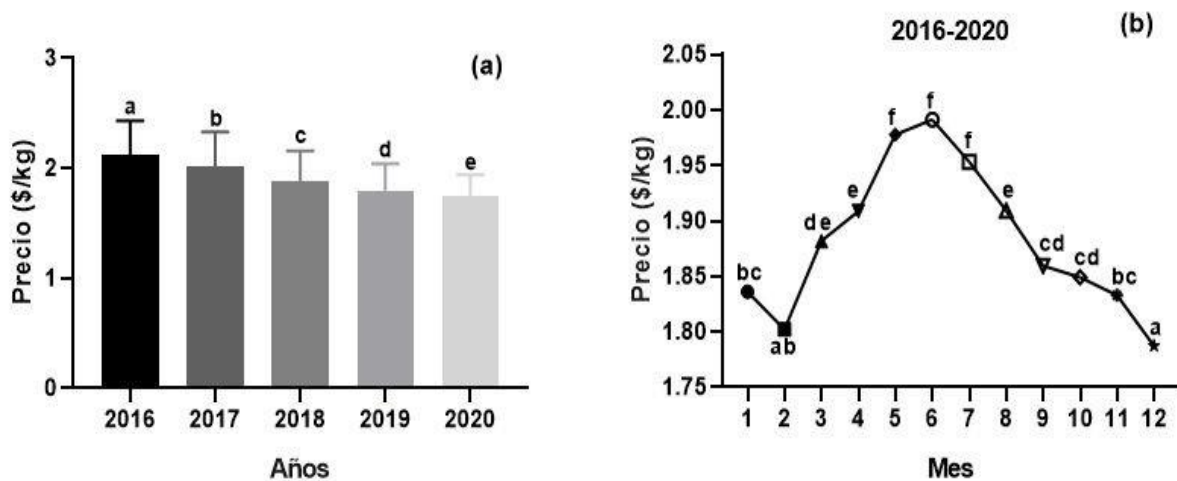 (a)
Precio ($/kg)
3
2
1
0
a
b
c
d
e
2016 2017 2018 2019 2020
Años
2016-2020
(b)
Precio ($/kg)
2.05
2.00
1.95
1.90
1.85
1.80
1.75
bc
ab
de
e
f
f
f
e
cd
cd
bc
a
1 2 3 4 5 6 7 8 9 10 11 12
Mes